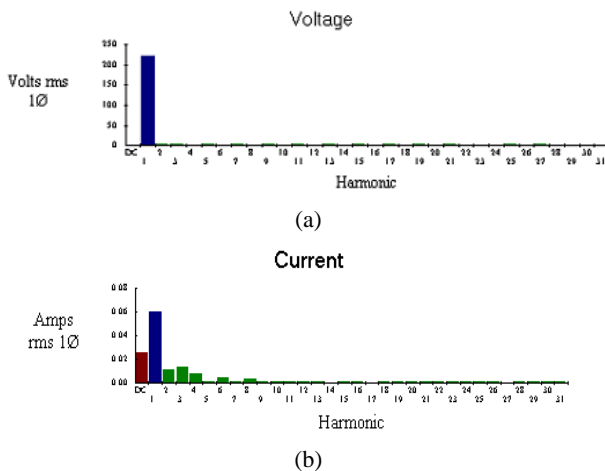 Voltage
250
Volts rms
1Ø
200
150
100
50
0
DC 2 4 6 8 10 12 14 16 18 20 22 24 26 28 30
1 3 5 7 9 11 13 15 17 19 21 23 25 27 29 31
Harmonic
(a)
Current
0.08
Amps
rms 1Ø
0.06
0.04
0.02
0.00
DC 2 4 6 8 10 12 14 16 18 20 22 24 26 28 30
1 3 5 7 9 11 13 15 17 19 21 23 25 27 29 31
Harmonic
(b)